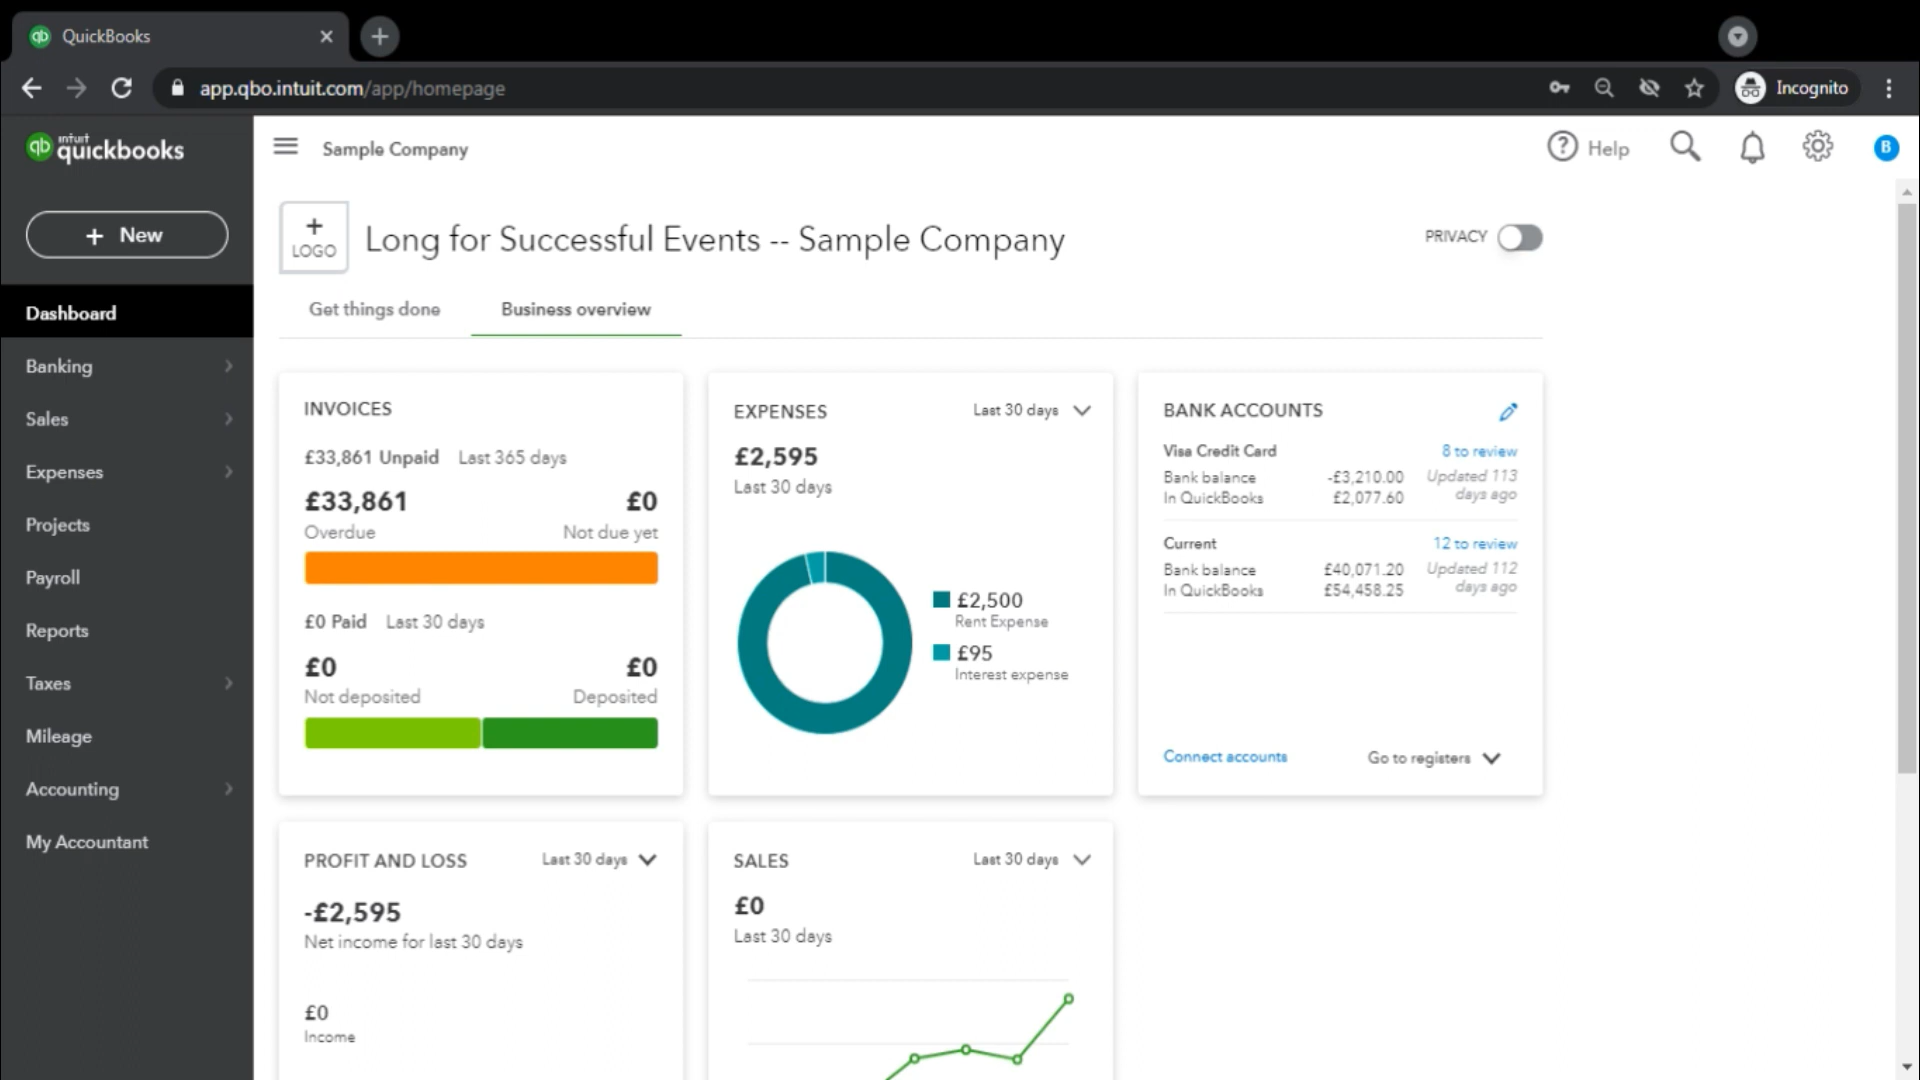 QuickBooks
app.qbo.intuit.com/app/homepage
Incognito
intuit
quickbooks
Sample Company
Help
B
+ New
+
LOGO
Long for Successful Events -- Sample Company
PRIVACY
Get things done
Business overview
Dashboard
Banking
Sales
Expenses
Projects
Payroll
Reports
Taxes
Mileage
Accounting
My Accountant
INVOICES
£33,861 Unpaid Last 365 days
£33,861 £0
Overdue Not due yet
£0 Paid Last 30 days
£0 £0
Not deposited Deposited
EXPENSES Last 30 days
£2,595
Last 30 days
£2,500
Rent Expense
£95
Interest expense
BANK ACCOUNTS
Visa Credit Card 8 to review
Bank balance -£3,210.00 Updated 113
In QuickBooks £2,077.60 days ago
Current 12 to review
Bank balance £40,071.20 Updated 112
In QuickBooks £54,458.25 days ago
Connect accounts Go to registers
PROFIT AND LOSS Last 30 days
-£2,595
Net income for last 30 days
£0
Income
SALES Last 30 days
£0
Last 30 days